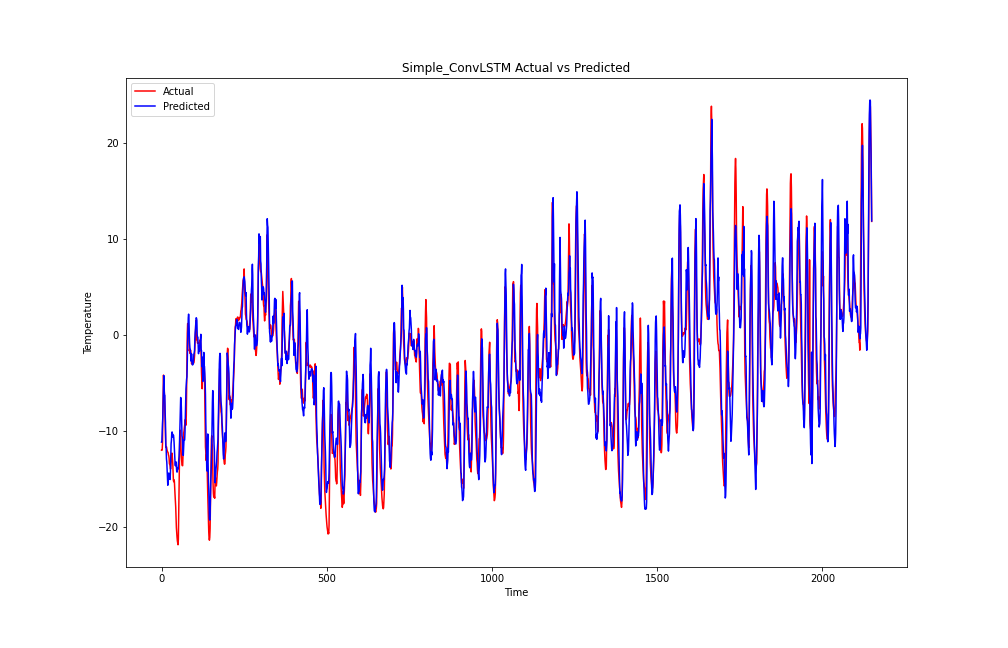 Simple_ConvLSTM Actual vs Predicted
Actual
Predicted
Temperature
20
10
0
−10
−20
0
500
1000
1500
2000
Time